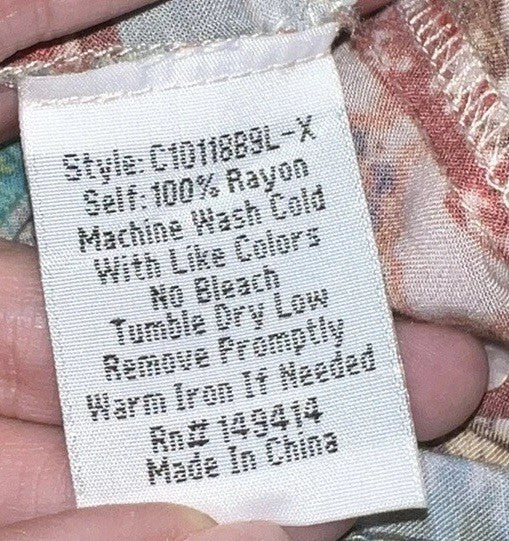 Style: C1011889L-X
Self: 100% Rayon
Machine Wash Cold
With Like Colors
No Bleach
Tumble Dry Low
Remove Promptly
Warm Iron If Needed
Rn# 149414
Made In China